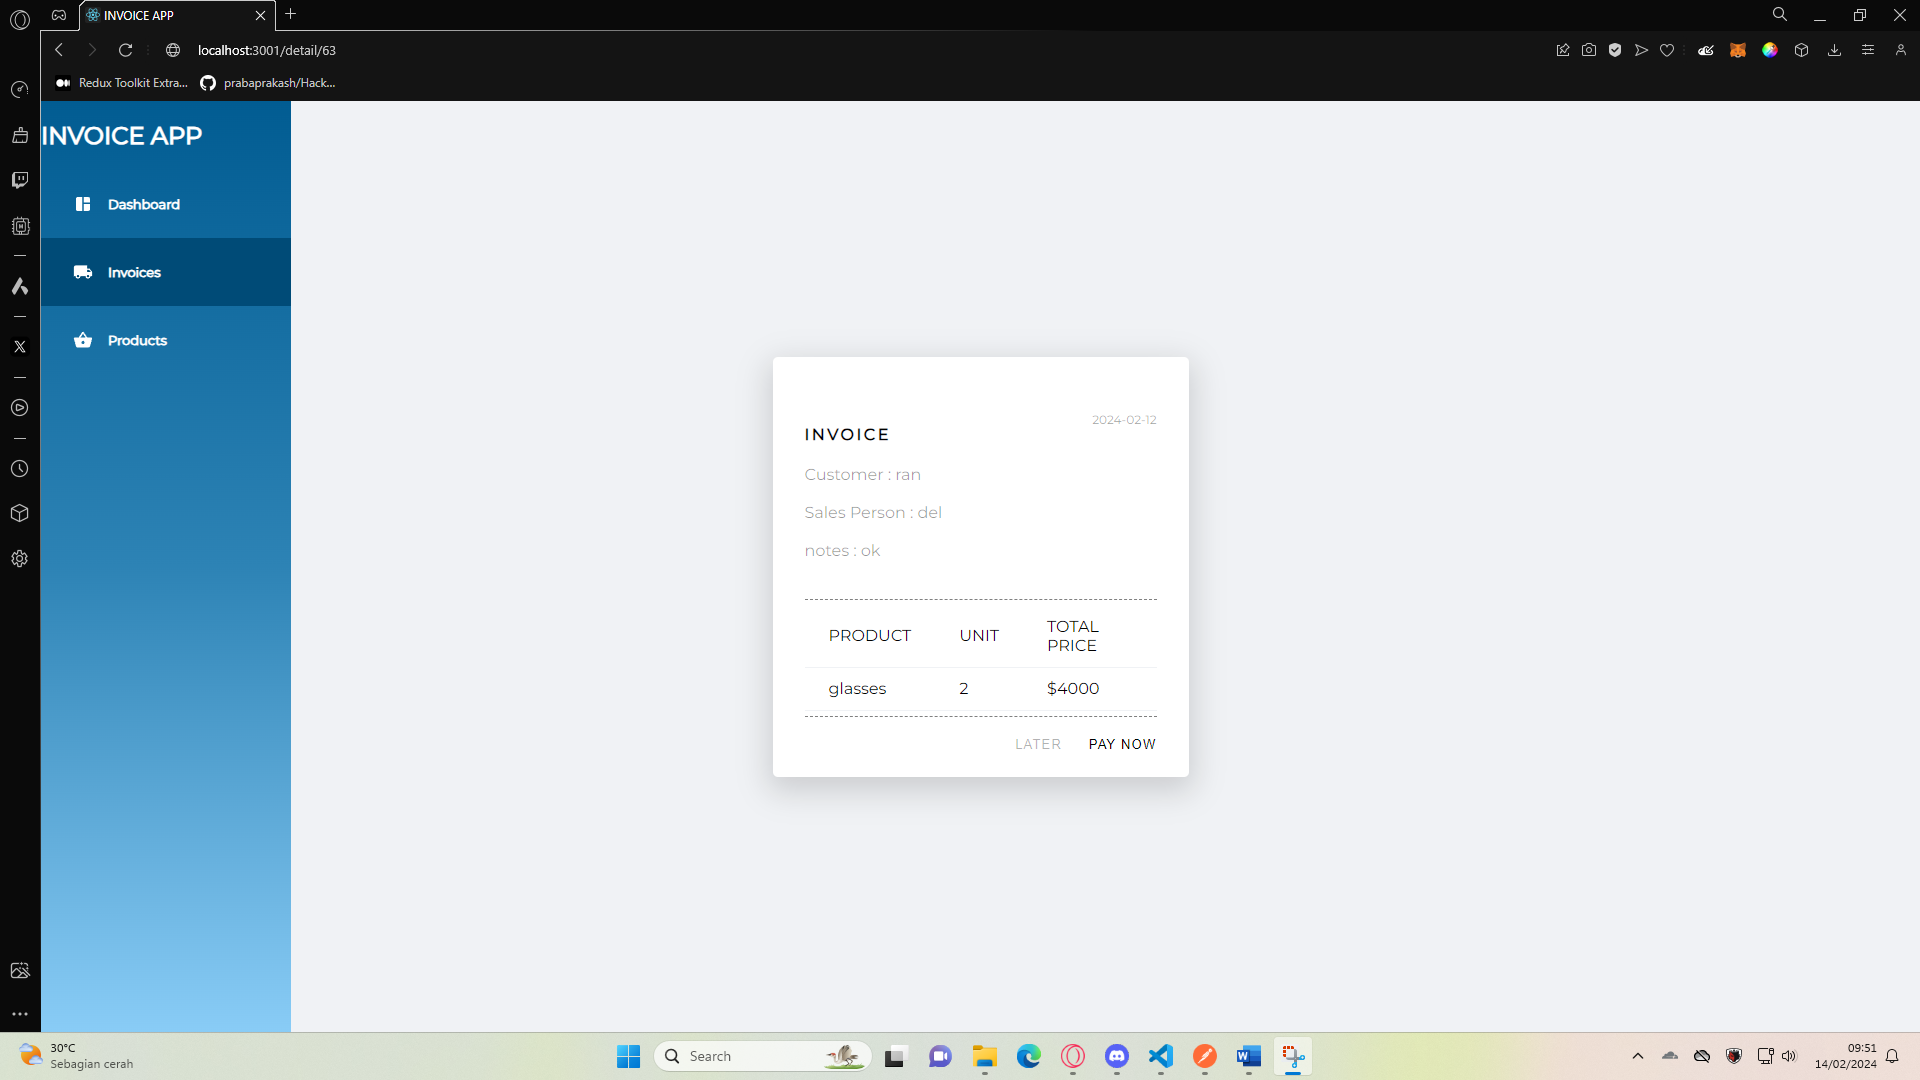 INVOICE APP
localhost:3001/detail/63
Redux Toolkit Extra...
prabaprakash/Hack...
INVOICE APP
Dashboard
Invoices
Products
2024-02-12
INVOICE
Customer : ran
Sales Person : del
notes : ok
PRODUCT UNIT TOTAL PRICE
glasses 2 $4000
LATER PAY NOW
30°C
Sebagian cerah
Search
09:51
14/02/2024